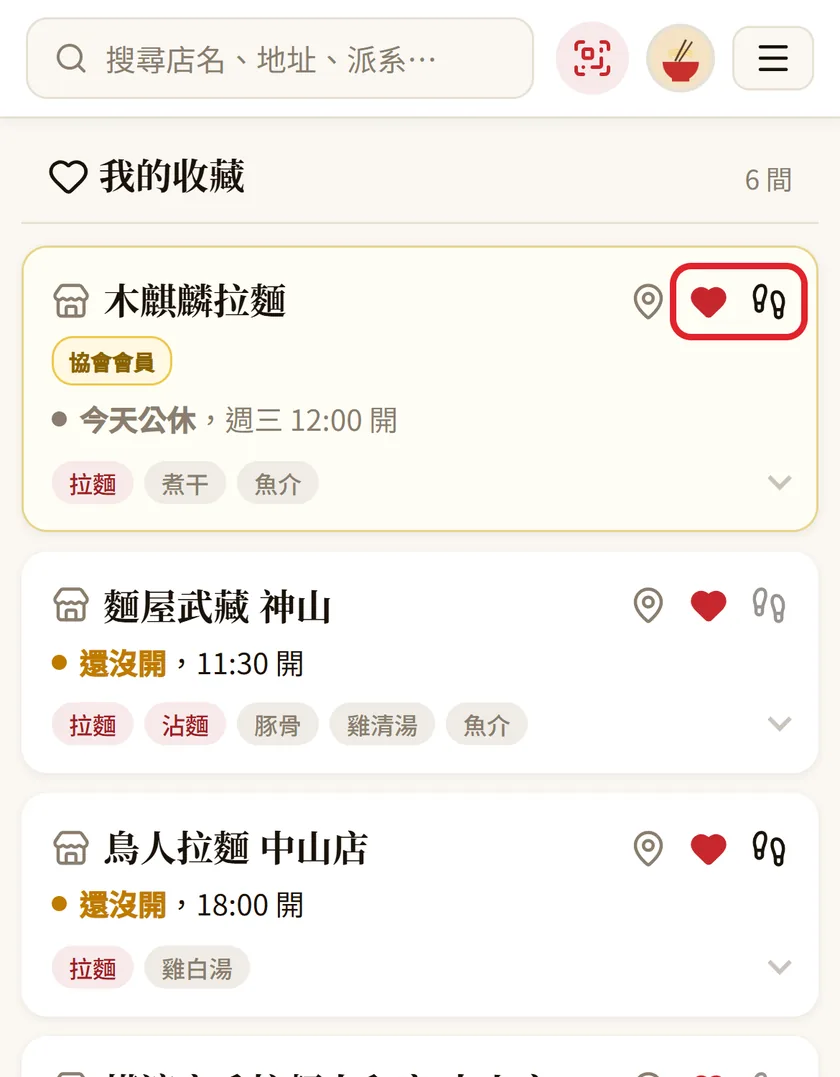 搜尋店名、地址、派系…
我的收藏
6 間
木麒麟拉麵
協會會員
今天公休，週三 12:00 開
拉麵 煮干 魚介
麵屋武藏 神山
還沒開，11:30 開
拉麵 沾麵 豚骨 雞清湯 魚介
鳥人拉麵 中山店
還沒開，18:00 開
拉麵 雞白湯